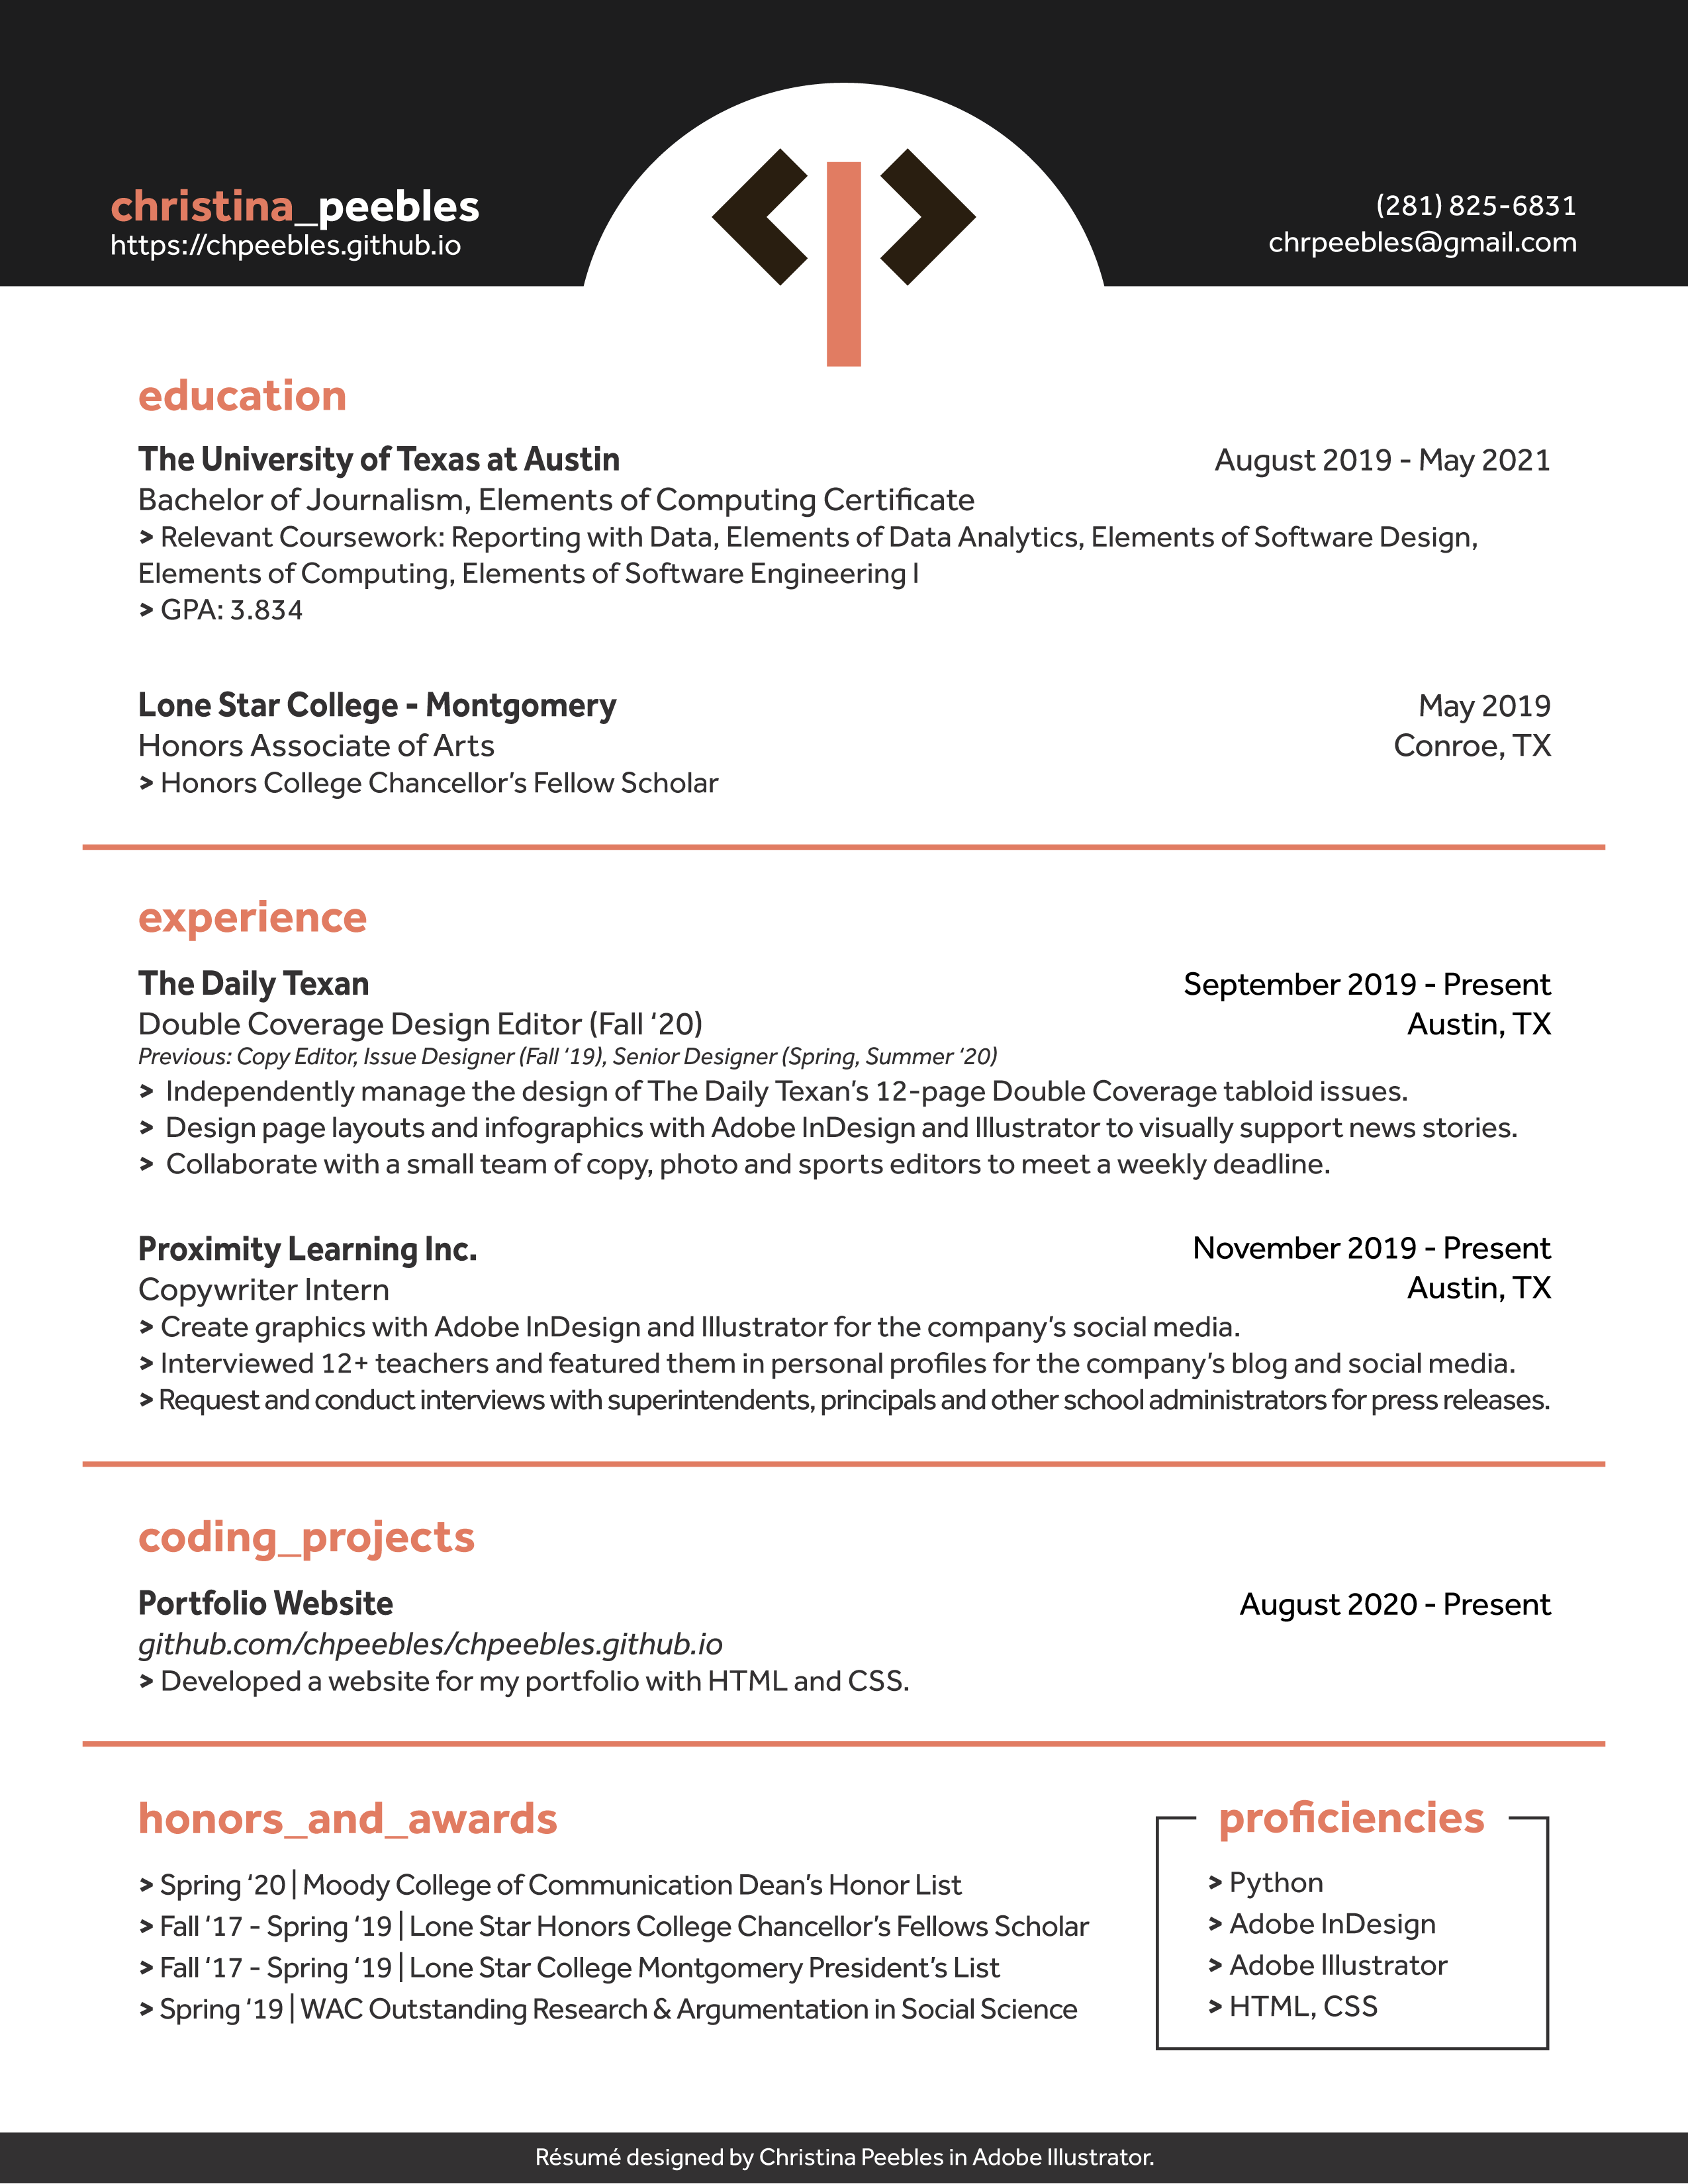 christina_peebles
https://chpeebles.github.io
(281) 825-6831
chrpeebles@gmail.com
education
The University of Texas at Austin
August 2019 - May 2021
Bachelor of Journalism, Elements of Computing Certificate
> Relevant Coursework: Reporting with Data, Elements of Data Analytics, Elements of Software Design,
Elements of Computing, Elements of Software Engineering I
> GPA: 3.834
Lone Star College - Montgomery
May 2019
Honors Associate of Arts
Conroe, TX
> Honors College Chancellor’s Fellow Scholar
experience
The Daily Texan
September 2019 - Present
Double Coverage Design Editor (Fall ‘20)
Austin, TX
Previous: Copy Editor, Issue Designer (Fall ‘19), Senior Designer (Spring, Summer ‘20)
> Independently manage the design of The Daily Texan’s 12-page Double Coverage tabloid issues.
> Design page layouts and infographics with Adobe InDesign and Illustrator to visually support news stories.
> Collaborate with a small team of copy, photo and sports editors to meet a weekly deadline.
Proximity Learning Inc.
November 2019 - Present
Copywriter Intern
Austin, TX
> Create graphics with Adobe InDesign and Illustrator for the company’s social media.
> Interviewed 12+ teachers and featured them in personal profiles for the company’s blog and social media.
> Request and conduct interviews with superintendents, principals and other school administrators for press releases.
coding_projects
Portfolio Website
August 2020 - Present
github.com/chpeebles/chpeebles.github.io
> Developed a website for my portfolio with HTML and CSS.
honors_and_awards
> Spring ‘20 | Moody College of Communication Dean’s Honor List
> Fall ‘17 - Spring ‘19 | Lone Star Honors College Chancellor’s Fellows Scholar
> Fall ‘17 - Spring ‘19 | Lone Star College Montgomery President’s List
> Spring ‘19 | WAC Outstanding Research & Argumentation in Social Science
proficiencies
> Python
> Adobe InDesign
> Adobe Illustrator
> HTML, CSS
Résumé designed by Christina Peebles in Adobe Illustrator.